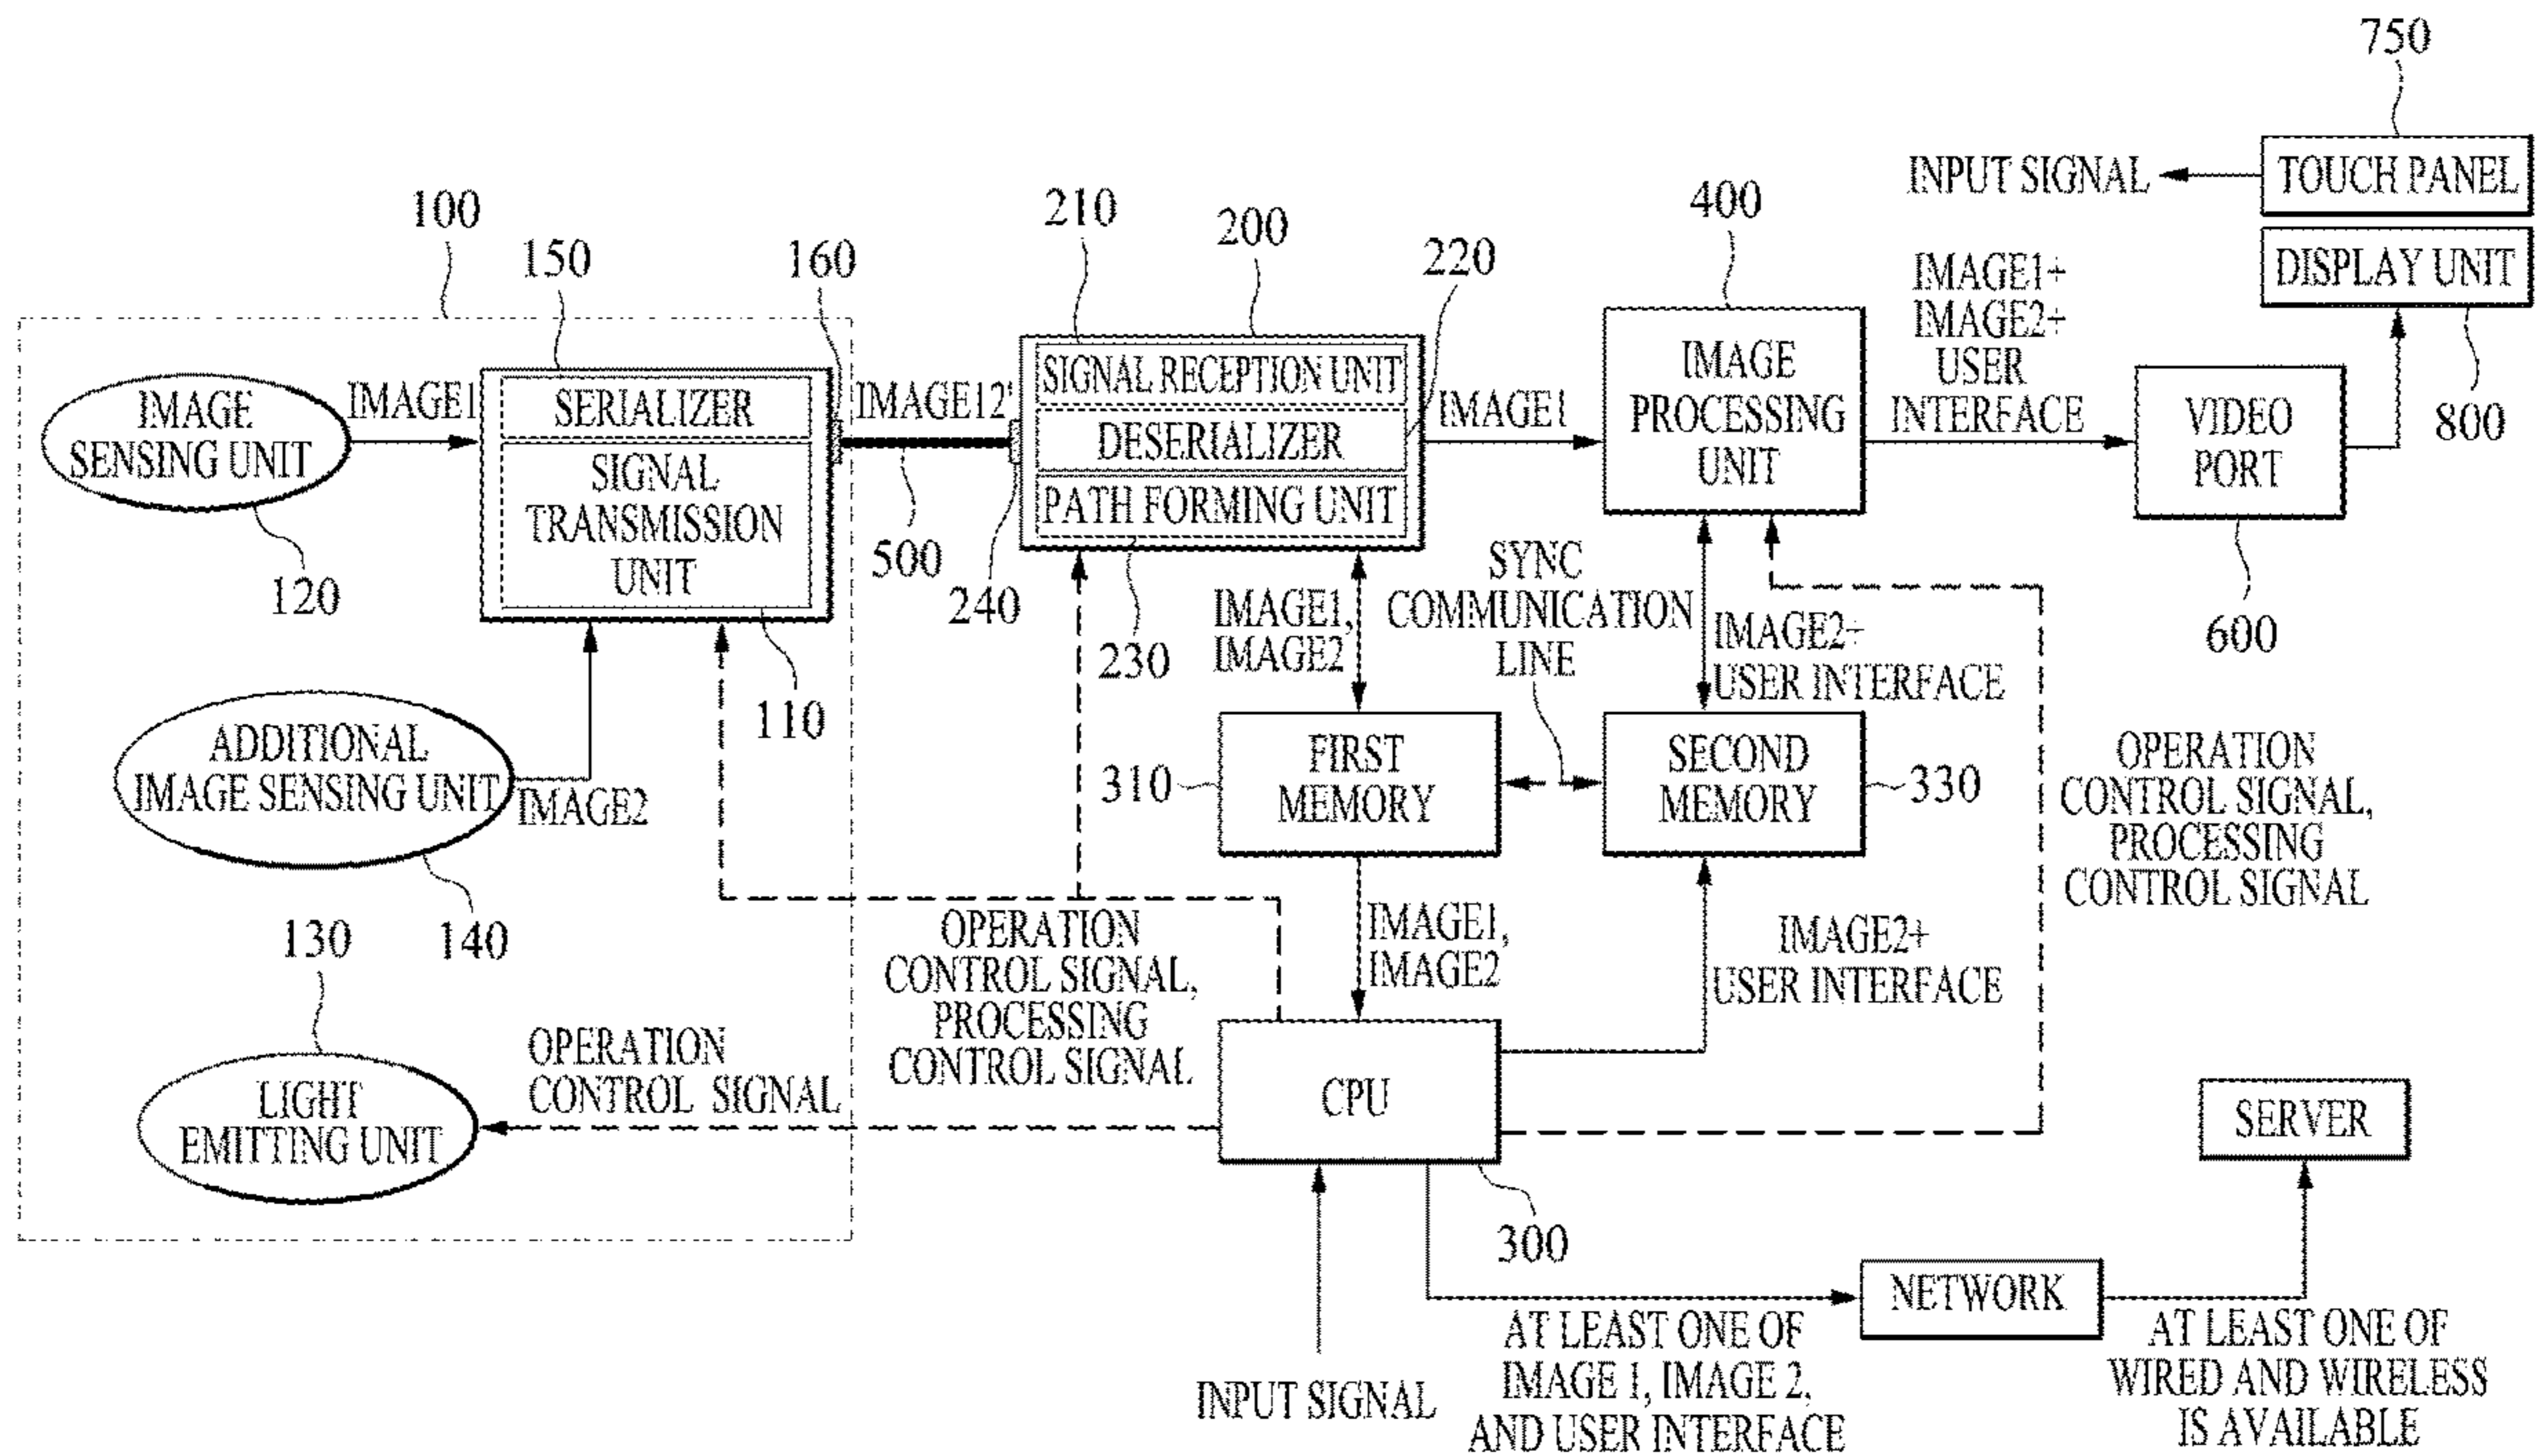 750
INPUT SIGNAL
TOUCH PANEL
DISPLAY UNIT
800
100
150
160
210
200
220
400
IMAGE1+
IMAGE2+
USER
INTERFACE
IMAGE
SENSING UNIT
120
IMAGE1
SERIALIZER
SIGNAL
TRANSMISSION
UNIT
110
IMAGE12'
500
240
SIGNAL RECEPTION UNIT
DESERIALIZER
PATH FORMING UNIT
230
IMAGE1
IMAGE
PROCESSING
UNIT
VIDEO
PORT
600
IMAGE1,
IMAGE2
SYNC
COMMUNICATION
LINE
IMAGE2+
USER INTERFACE
ADDITIONAL
IMAGE SENSING UNIT
140
IMAGE2
310
FIRST
MEMORY
SECOND
MEMORY
330
OPERATION
CONTROL SIGNAL,
PROCESSING
CONTROL SIGNAL
OPERATION
CONTROL SIGNAL,
PROCESSING
CONTROL SIGNAL
IMAGE1,
IMAGE2
IMAGE2+
USER INTERFACE
130
LIGHT
EMITTING UNIT
OPERATION
CONTROL SIGNAL
CPU
300
SERVER
INPUT SIGNAL
NETWORK
AT LEAST ONE OF
IMAGE 1, IMAGE 2,
AND USER INTERFACE
AT LEAST ONE OF
WIRED AND WIRELESS
IS AVAILABLE